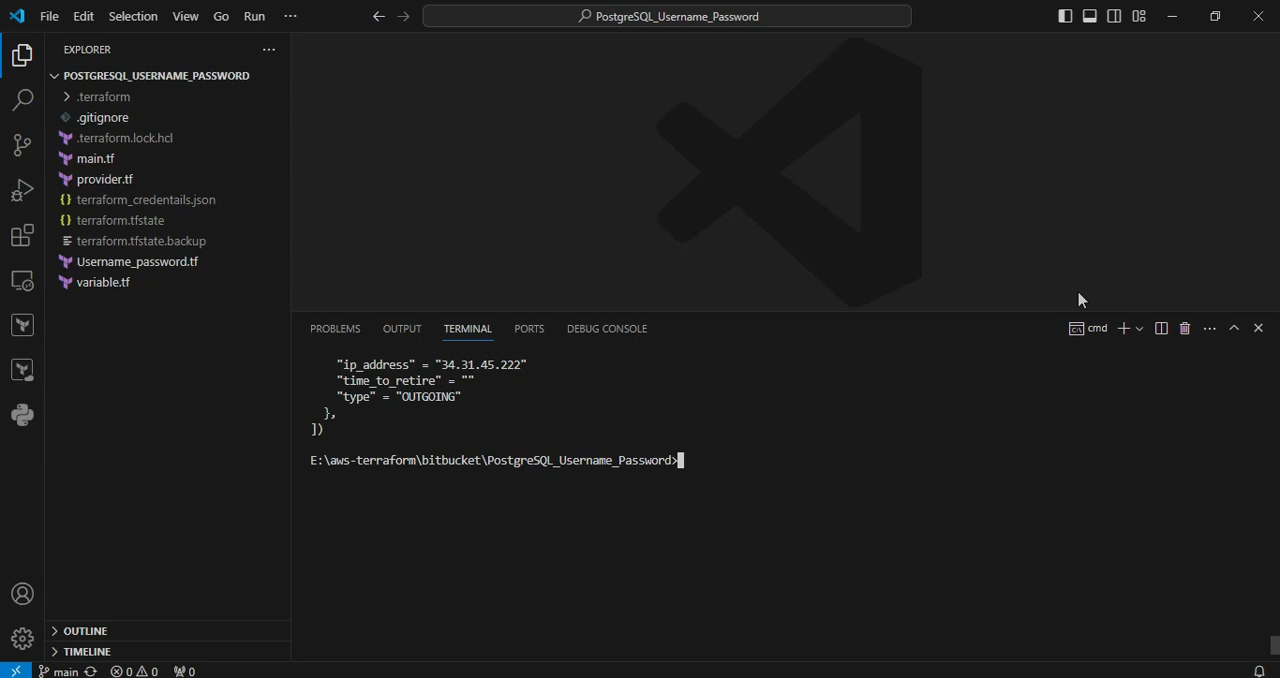 File Edit Selection View Go Run ···
PostgreSQL_Username_Password
EXPLORER
POSTGRESQL_USERNAME_PASSWORD
.terraform
.gitignore
.terraform.lock.hcl
main.tf
provider.tf
terraform_credentails.json
terraform.tfstate
terraform.tfstate.backup
Username_password.tf
variable.tf
OUTLINE
TIMELINE
PROBLEMS OUTPUT TERMINAL PORTS DEBUG CONSOLE
cmd
"ip_address" = "34.31.45.222"
"time_to_retire" = ""
"type" = "OUTGOING"
},
])
E:\aws-terraform\bitbucket\PostgreSQL_Username_Password>
main 0 0 0